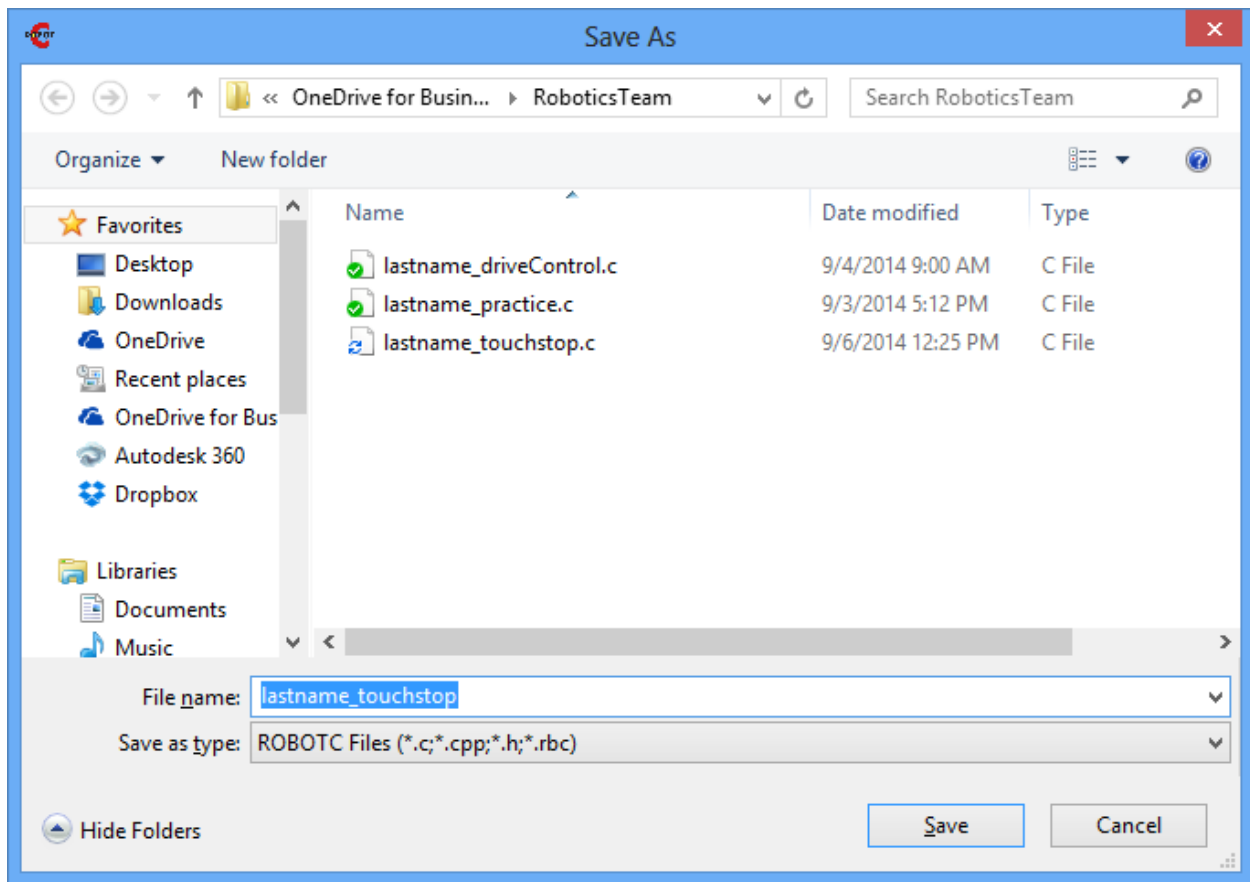 Save As
« OneDrive for Busin... RoboticsTeam Search RoboticsTeam
Organize New folder
Favorites
Desktop
Downloads
OneDrive
Recent places
OneDrive for Bus
Autodesk 360
Dropbox
Libraries
Documents
Music
Name Date modified Type
lastname_driveControl.c 9/4/2014 9:00 AM C File
lastname_practice.c 9/3/2014 5:12 PM C File
lastname_touchstop.c 9/6/2014 12:25 PM C File
File name: lastname_touchstop
Save as type: ROBOTC Files (*.c;*.cpp;*.h;*.rbc)
Hide Folders Save Cancel